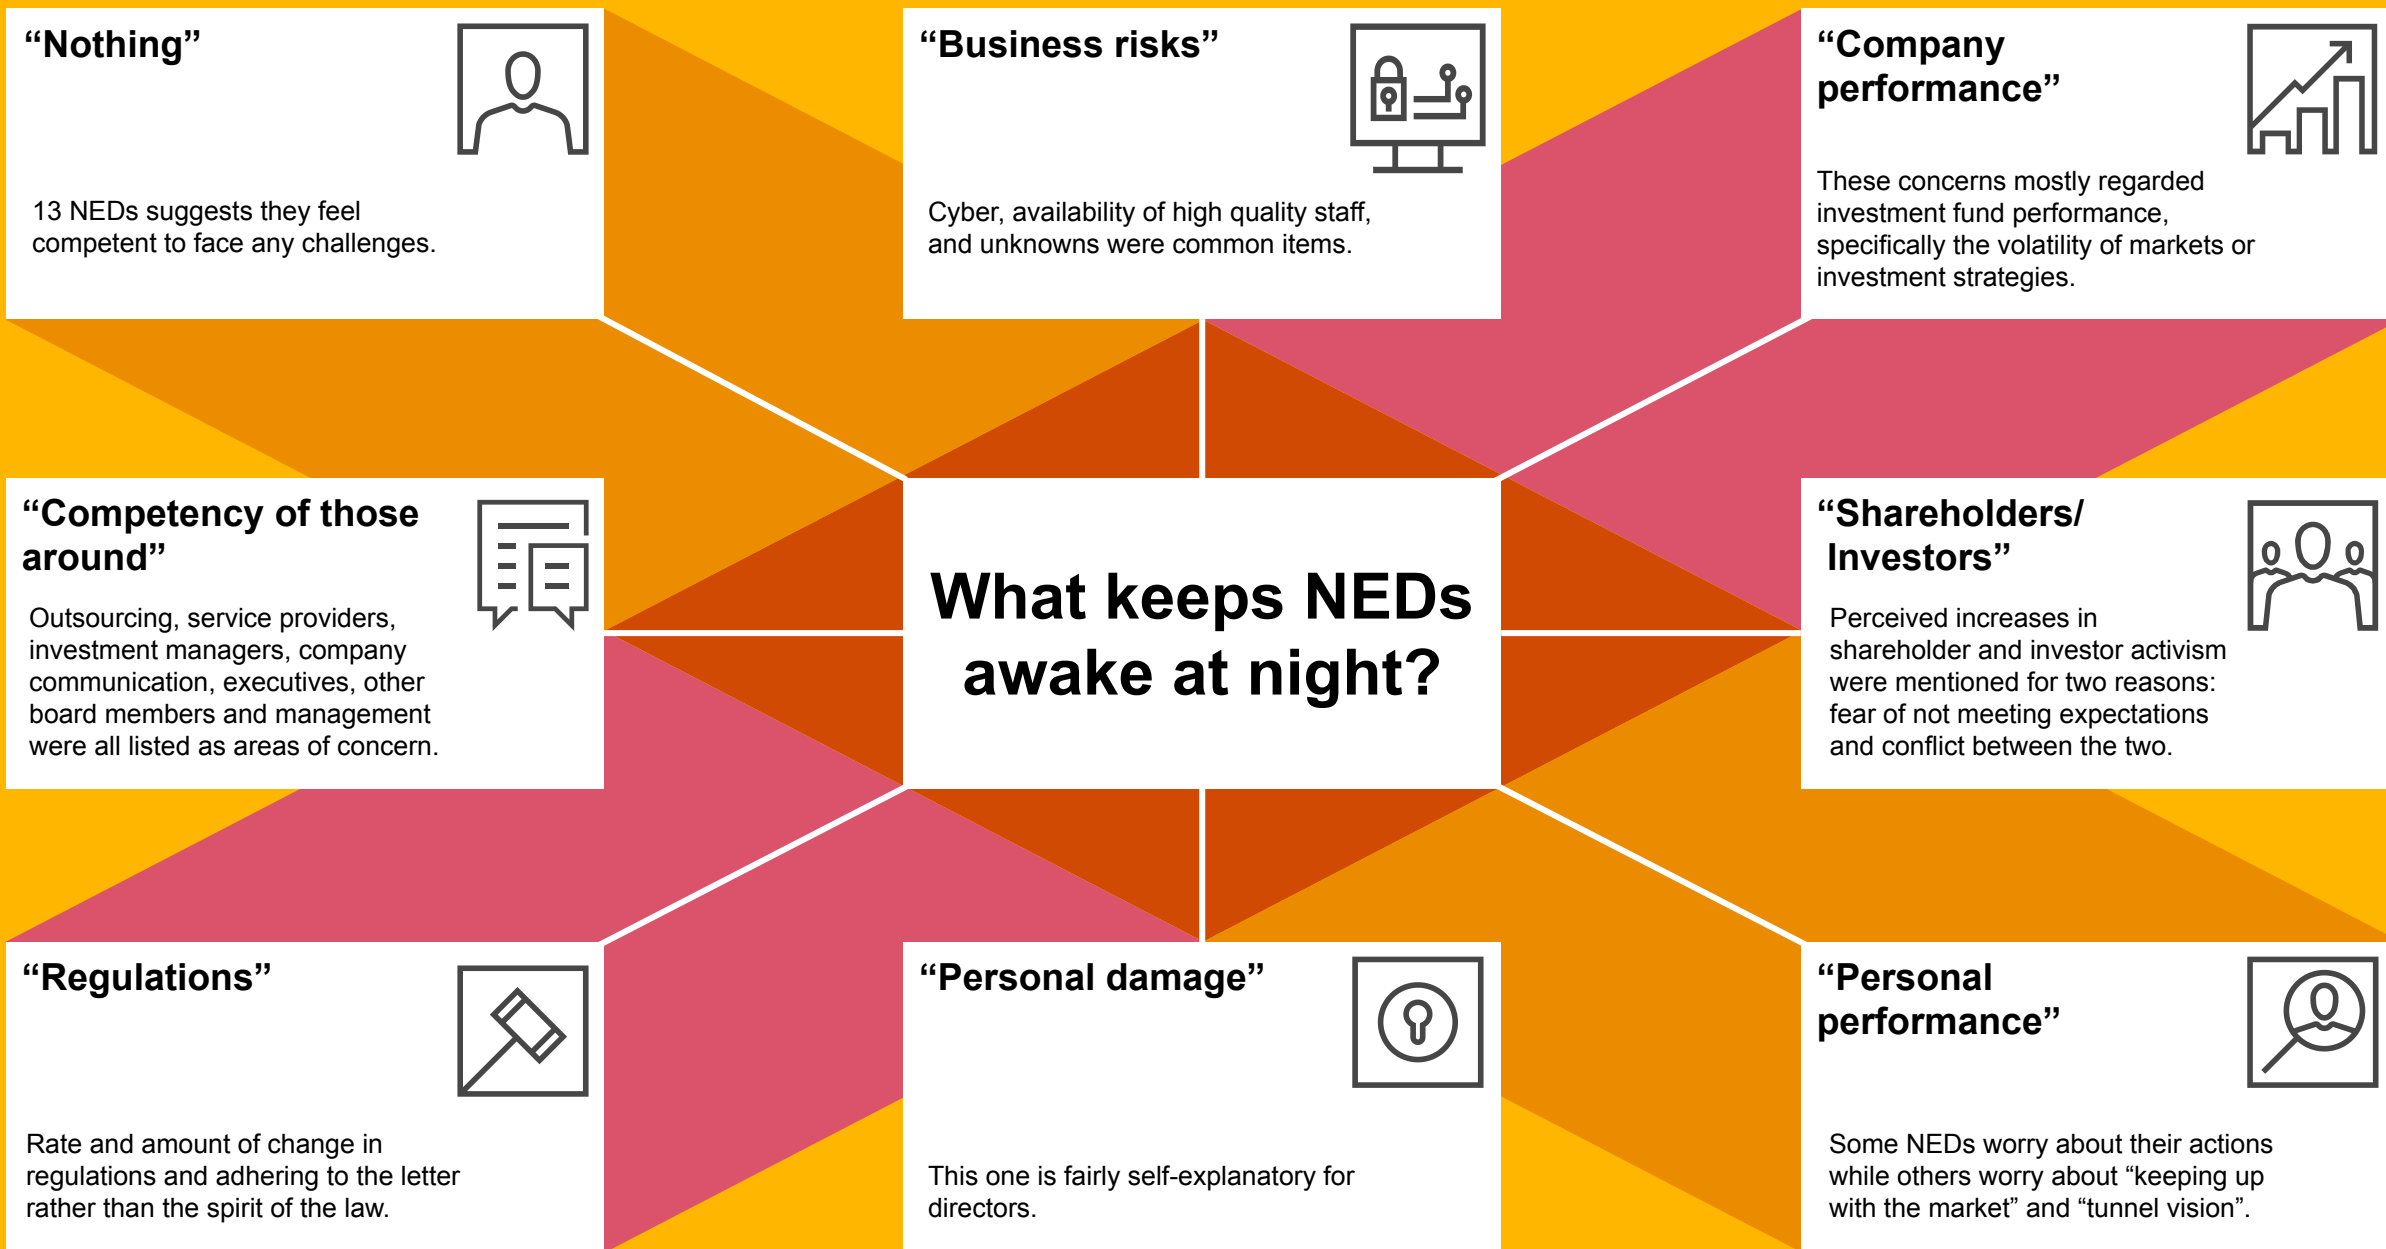 “Nothing”
13 NEDs suggests they feel
competent to face any challenges.
“Business risks”
Cyber, availability of high quality staff,
and unknowns were common items.
“Company
performance”
These concerns mostly regarded
investment fund performance,
specifically the volatility of markets or
investment strategies.
“Competency of those
around”
Outsourcing, service providers,
investment managers, company
communication, executives, other
board members and management
were all listed as areas of concern.
What keeps NEDs
awake at night?
“Shareholders/
Investors”
Perceived increases in
shareholder and investor activism
were mentioned for two reasons:
fear of not meeting expectations
and conflict between the two.
“Regulations”
Rate and amount of change in
regulations and adhering to the letter
rather than the spirit of the law.
“Personal damage”
This one is fairly self-explanatory for
directors.
“Personal
performance”
Some NEDs worry about their actions
while others worry about “keeping up
with the market” and “tunnel vision”.